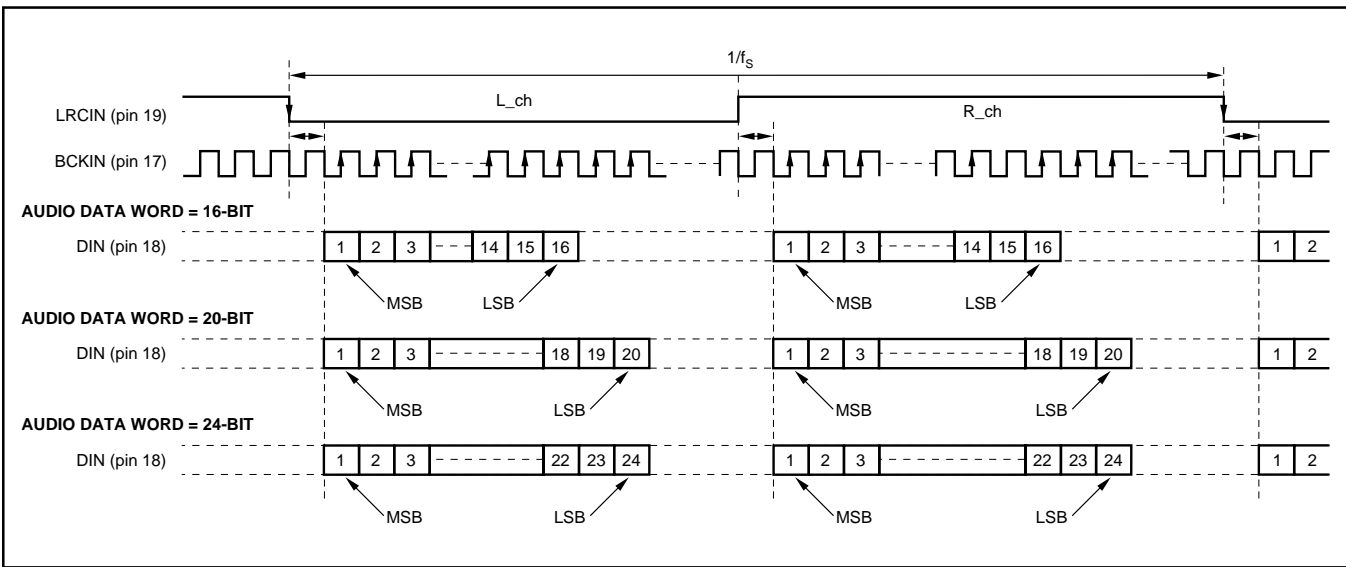 1/fS
L_ch
R_ch
LRCIN (pin 19)
BCKIN (pin 17)
AUDIO DATA WORD = 16-BIT
DIN (pin 18) 1 2 3 14 15 16 1 2 3 14 15 16 1 2
MSB LSB MSB LSB
AUDIO DATA WORD = 20-BIT
DIN (pin 18) 1 2 3 18 19 20 1 2 3 18 19 20 1 2
MSB LSB MSB LSB
AUDIO DATA WORD = 24-BIT
DIN (pin 18) 1 2 3 22 23 24 1 2 3 22 23 24 1 2
MSB LSB MSB LSB